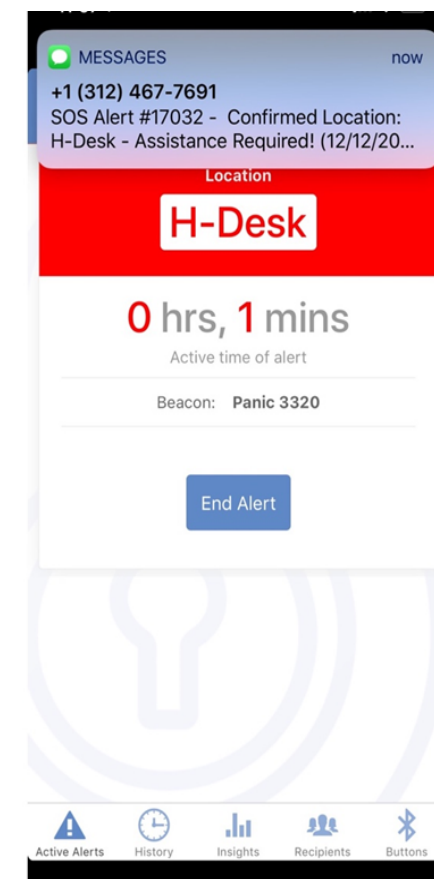 MESSAGES now
+1 (312) 467-7691
SOS Alert #17032 - Confirmed Location:
H-Desk - Assistance Required! (12/12/20...
Location
H-Desk
0 hrs, 1 mins
Active time of alert
Beacon: Panic 3320
End Alert
Active Alerts History Insights Recipients Buttons